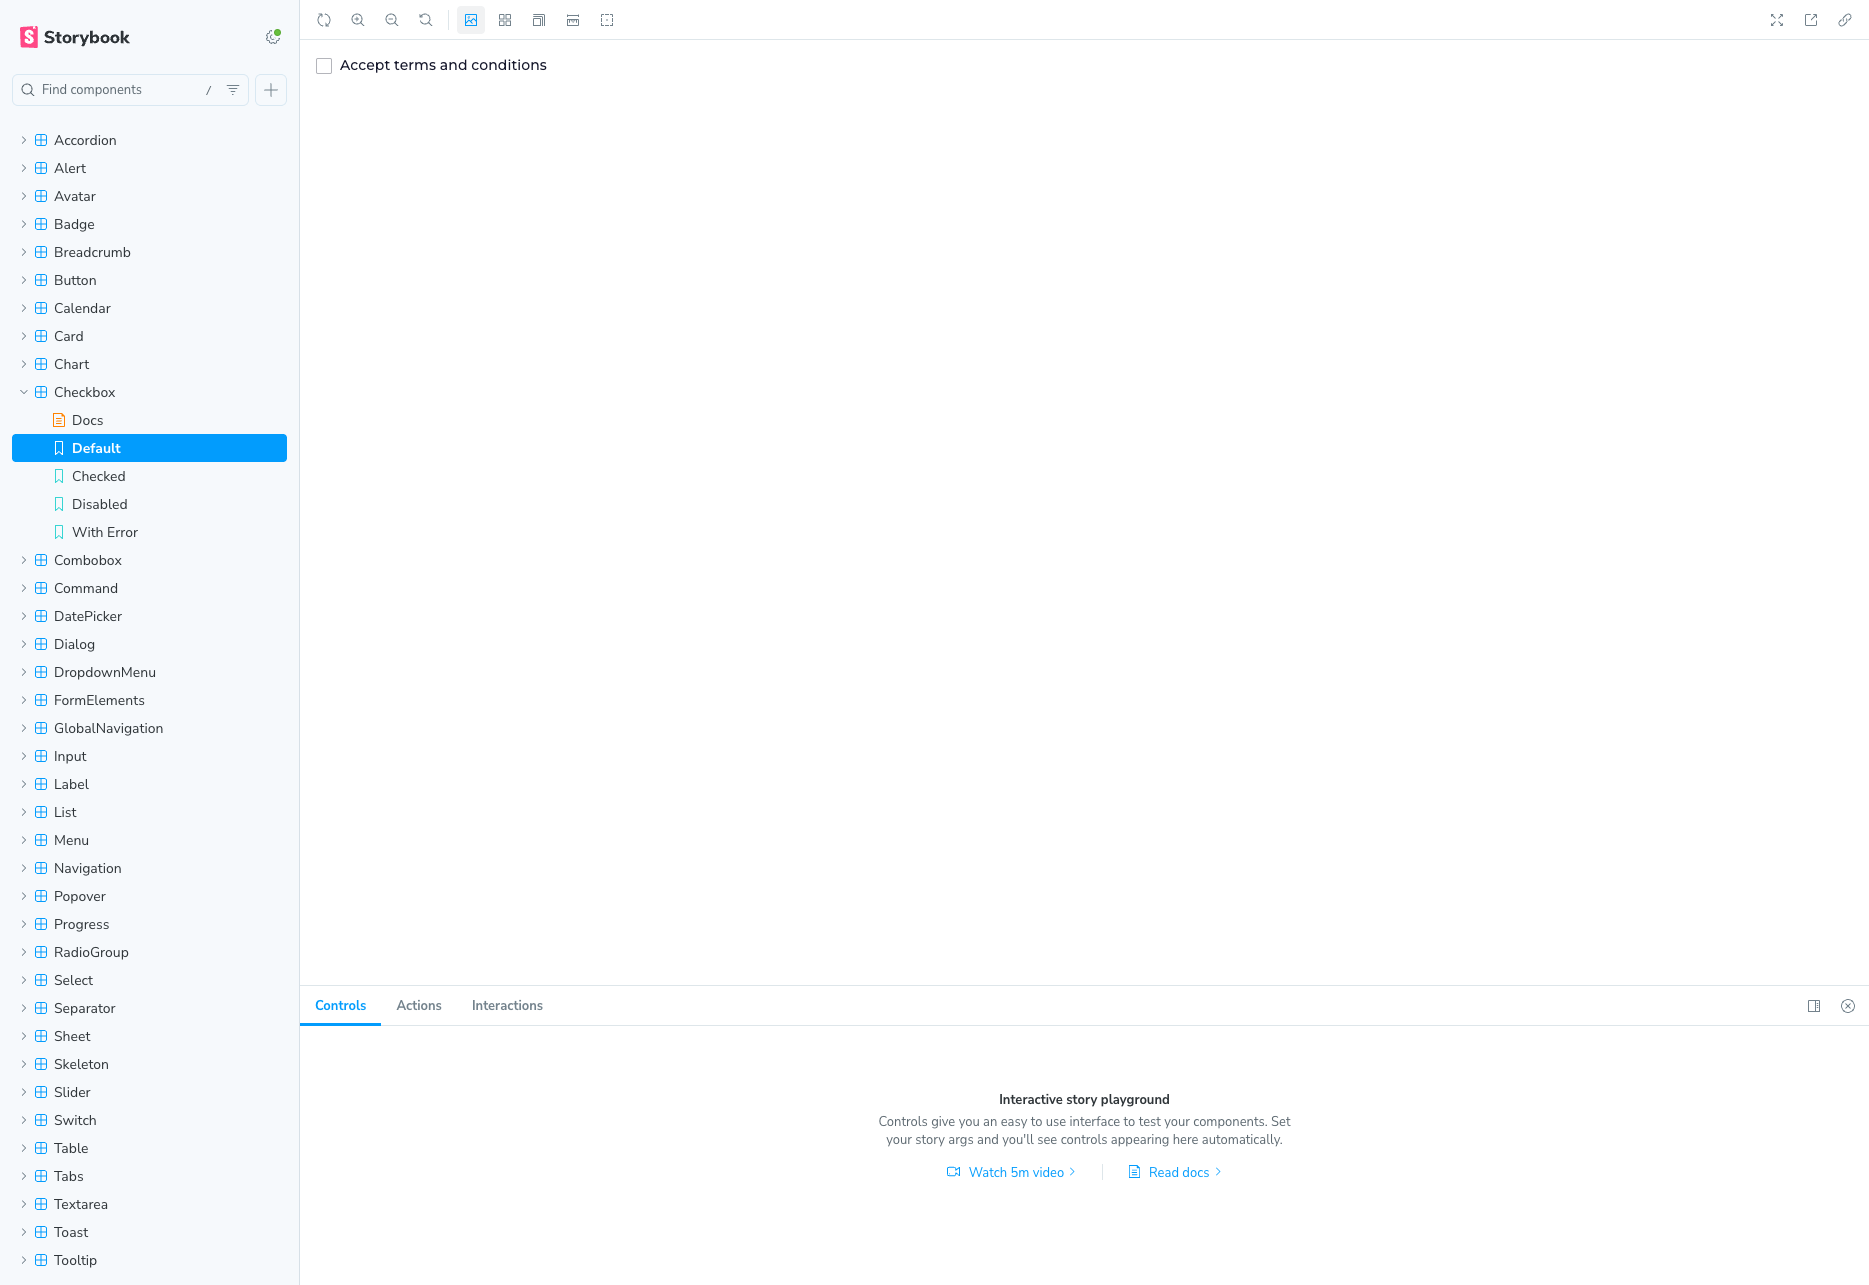 Storybook
Find components /
Accordion
Alert
Avatar
Badge
Breadcrumb
Button
Calendar
Card
Chart
Checkbox
Docs
Default
Checked
Disabled
With Error
Combobox
Command
DatePicker
Dialog
DropdownMenu
FormElements
GlobalNavigation
Input
Label
List
Menu
Navigation
Popover
Progress
RadioGroup
Select
Separator
Sheet
Skeleton
Slider
Switch
Table
Tabs
Textarea
Toast
Tooltip
Accept terms and conditions
Controls Actions Interactions
Interactive story playground
Controls give you an easy to use interface to test your components. Set
your story args and you'll see controls appearing here automatically.
Watch 5m video Read docs